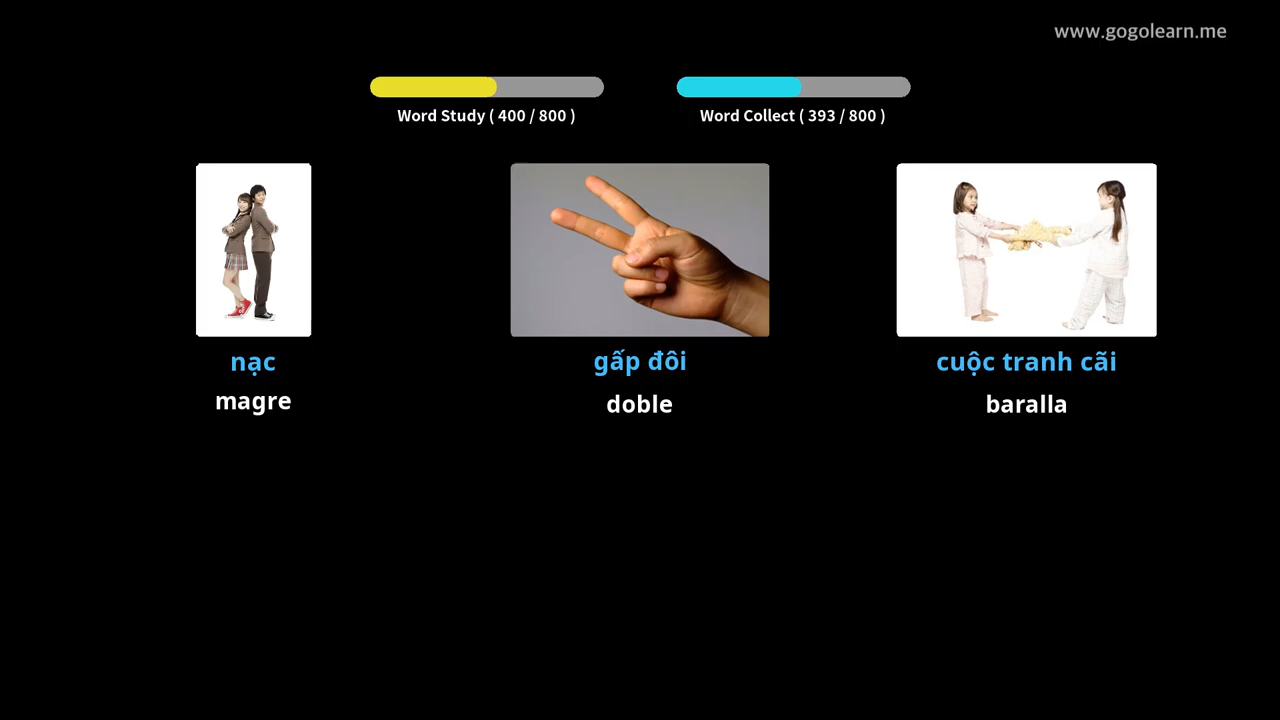 www.gogolearn.me
Word Study ( 400 / 800 )
Word Collect ( 393 / 800 )
nạc
magre
gấp đôi
doble
cuộc tranh cãi
baralla